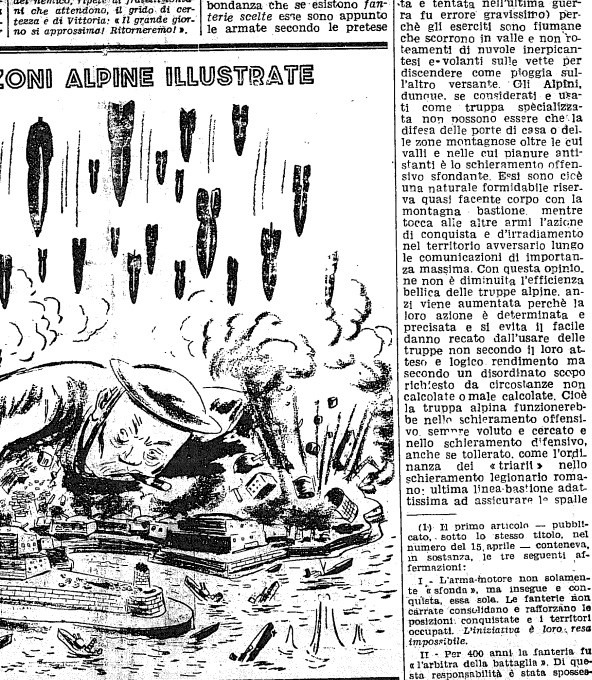 ni che attendono, il grido di cer-
tezza e di Vittoria: « Il grande gior-
no si approssima! Ritorneremo! ».
bondanza che se esistono fan-
terie scelte esse sono appunto
le armate secondo le pretese
ZONI ALPINE ILLUSTRATE
ta e tentata nell'ultima guer-
ra fu errore gravissimo) per-
chè gli eserciti sono fiumane
che scorrono in valle e non ro-
teamenti di nuvole inerpican-
tesi e volanti sulle vette per
discendere come pioggia sul-
l'altro versante. Gli Alpini,
dunque, se considerati e usa-
ti come truppa specializza-
ta non possono essere che la
difesa delle porte di casa o del-
le zone montagnose oltre le cui
valli e nelle cui pianure anti-
stanti è lo schieramento offen-
sivo sfondante. Essi sono cioè
una naturale formidabile riser-
va quasi facente corpo con la
montagna bastione, mentre
tocca alle altre armi l'azione
di conquista e d'irradiamento
nel territorio avversario lungo
le comunicazioni di importan-
za massima. Con questa opinio-
ne non è diminuita l'efficienza
bellica delle truppe alpine, an-
zi viene aumentata perchè la
loro azione è determinata e
precisata e si evita il facile
danno recato dall'usare delle
truppe non secondo il loro at-
teso e logico rendimento ma
secondo un disordinato scopo
richiesto da circostanze non
calcolate o male calcolate. Cioè
la truppa alpina funzionereb-
be nello schieramento offensi-
vo, sempre voluto e cercato e
nello schieramento difensivo,
anche se tollerato, come l'ordi-
nanza dei « triarii » nello
schieramento legionario roma-
no: ultima linea-bastione adat-
tissima ad assicurare le spalle
(1) Il primo articolo — pubbli-
cato, sotto lo stesso titolo, nel
numero del 15 aprile — conteneva,
in sostanza, le tre seguenti af-
fermazioni:
I - L'arma-motore non solamen-
te « sfonda », ma insegue e con-
quista, essa sola. Le fanterie non
carrate consolidano e rafforzano le
posizioni conquistate e i territori
occupati. L'iniziativa è loro resa
impossibile.
II - Per 400 anni la fanteria fu
« l'arbitra della battaglia ». Di que-
sta responsabilità è stata spodes-